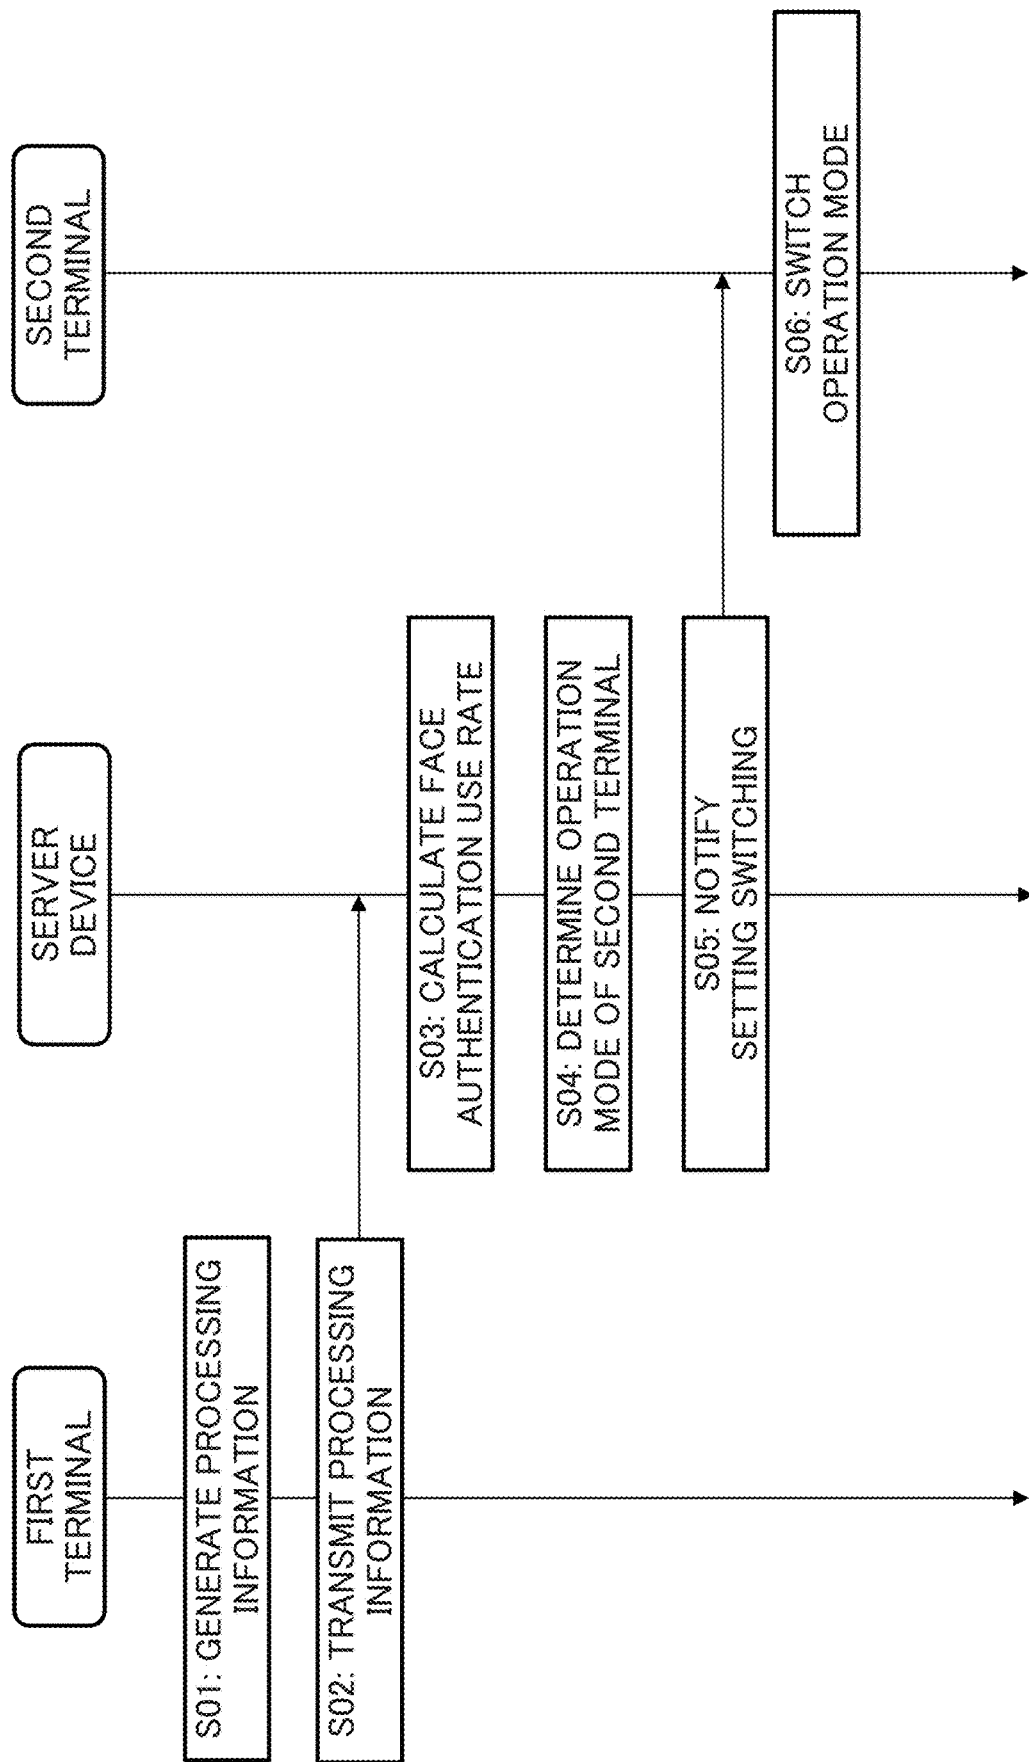 FIRST
TERMINAL
SERVER
DEVICE
SECOND
TERMINAL
S01: GENERATE PROCESSING
INFORMATION
S02: TRANSMIT PROCESSING
INFORMATION
S03: CALCULATE FACE
AUTHENTICATION USE RATE
S04: DETERMINE OPERATION
MODE OF SECOND TERMINAL
S05: NOTIFY
SETTING SWITCHING
S06: SWITCH
OPERATION MODE